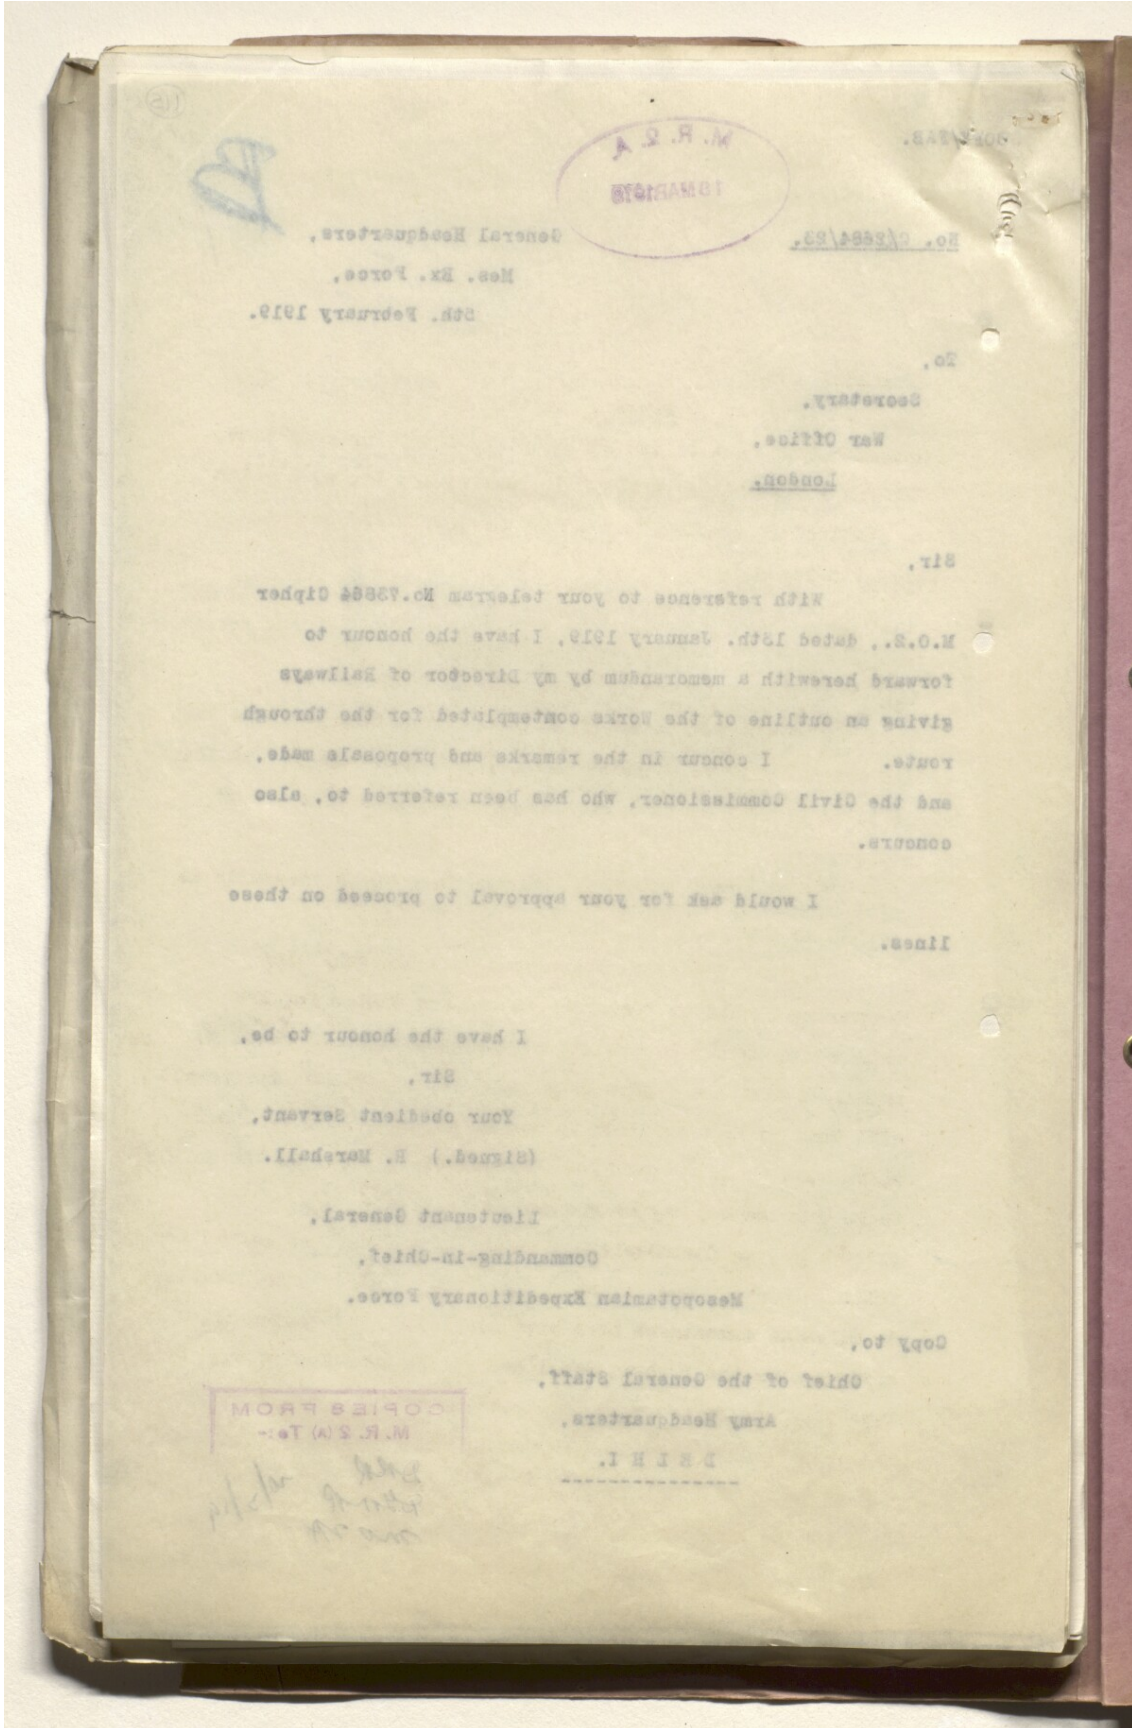 M. R. 2 A
18 MAR 1919
No. C/2684/23.
General Headquarters,
Mes. Ex. Force,
5th. February 1919.
To,
Secretary,
War Office,
London.
Sir,
With reference to your telegram No.73864 Cipher
M.O.2., dated 13th. January 1919, I have the honour to
forward herewith a memorandum by my Director of Railways
giving an outline of the Works contemplated for the through
route. I concur in the remarks and proposals made,
and the Civil Commissioner, who has been referred to, also
concurs.
I would ask for your approval to proceed on these
lines.
I have the honour to be,
Sir,
Your obedient Servant,
(Signed.) H. Marshall.
Lieutenant General,
Commanding-in-Chief,
Mesopotamian Expeditionary Force.
Copy to,
Chief of the General Staff,
Army Headquarters,
D E L H I.
COPIES FROM
M. R. 2 (A) To:-